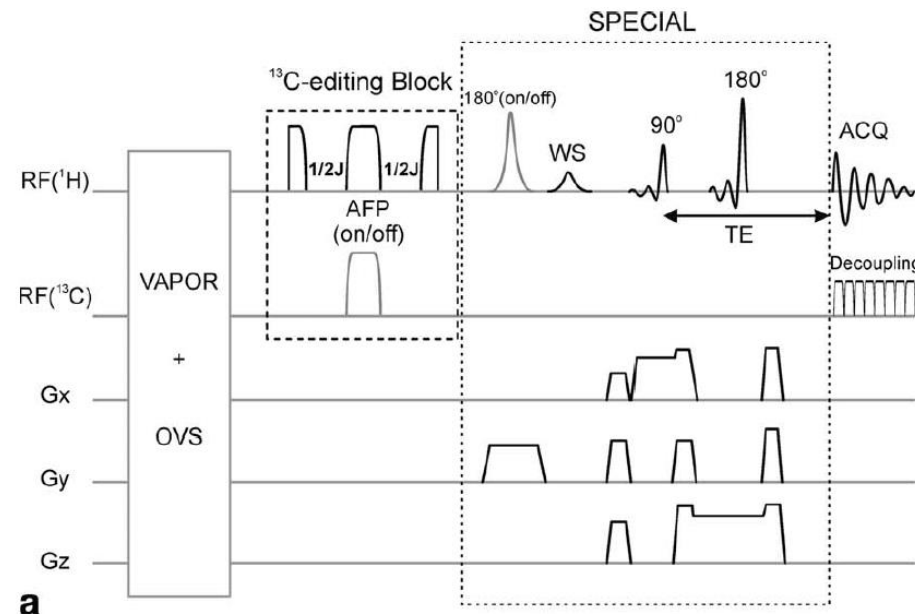 SPECIAL
¹³C-editing Block
180°(on/off)
WS
90°
180°
ACQ
RF(¹H)
1/2J
1/2J
AFP
(on/off)
TE
RF(¹³C)
Decoupling
VAPOR
+
OVS
Gx
Gy
Gz
a